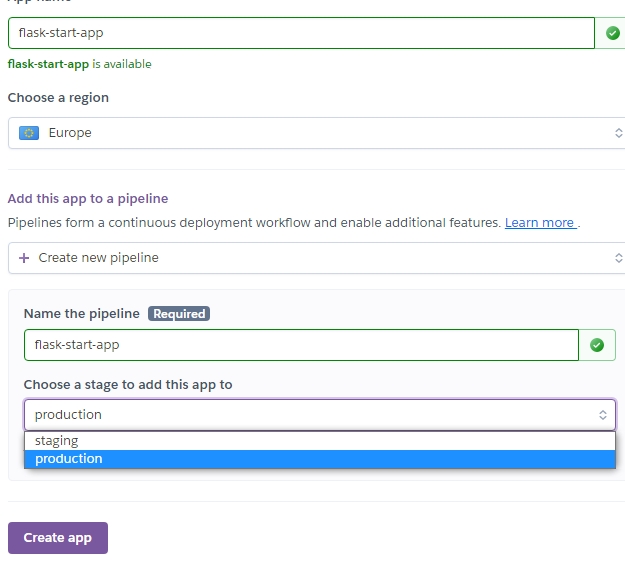 App name
flask-start-app
flask-start-app is available
Choose a region
Europe
Add this app to a pipeline
Pipelines form a continuous deployment workflow and enable additional features. Learn more .
+ Create new pipeline
Name the pipeline Required
flask-start-app
Choose a stage to add this app to
production
staging
production
Create app